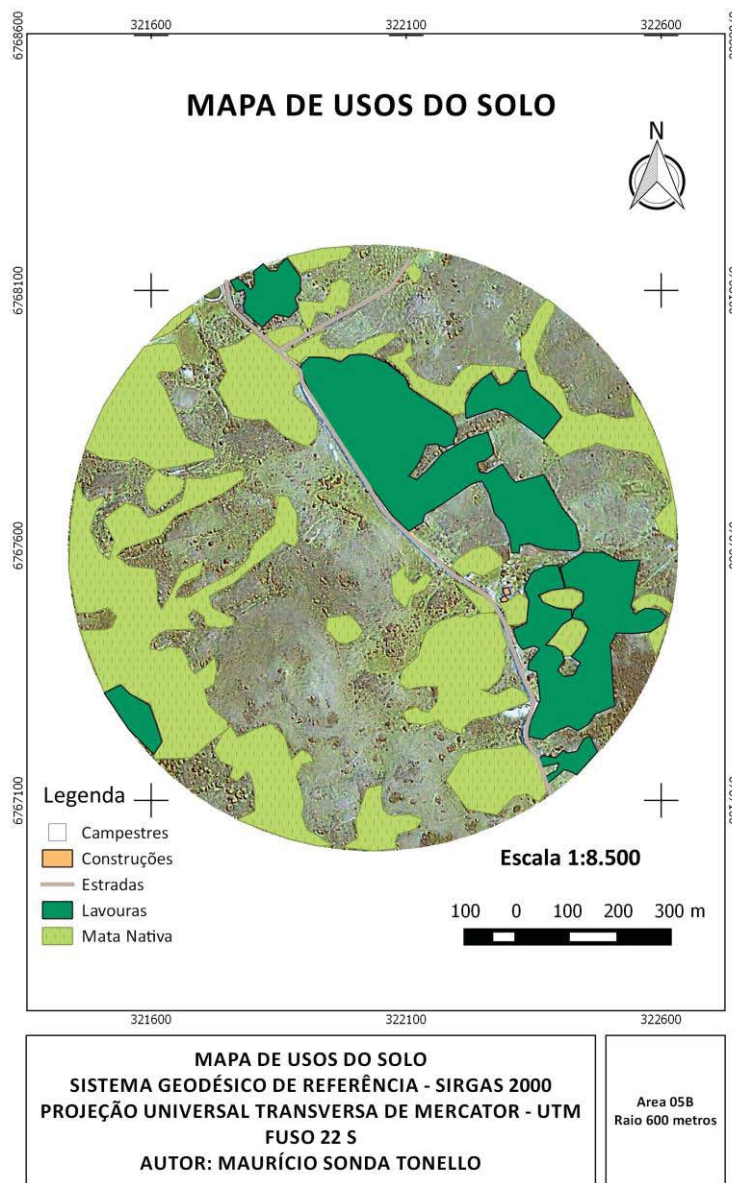 321600 322100 322600
6768600
MAPA DE USOS DO SOLO
N
6768100
6767600
6767100
Legenda
Campestres
Construções
Estradas
Lavouras
Mata Nativa
Escala 1:8.500
100 0 100 200 300 m
321600 322100 322600
MAPA DE USOS DO SOLO
SISTEMA GEODÉSICO DE REFERÊNCIA - SIRGAS 2000
PROJEÇÃO UNIVERSAL TRANSVERSA DE MERCATOR - UTM
FUSO 22 S
AUTOR: MAURÍCIO SONDA TONELLO
Area 05B
Raio 600 metros